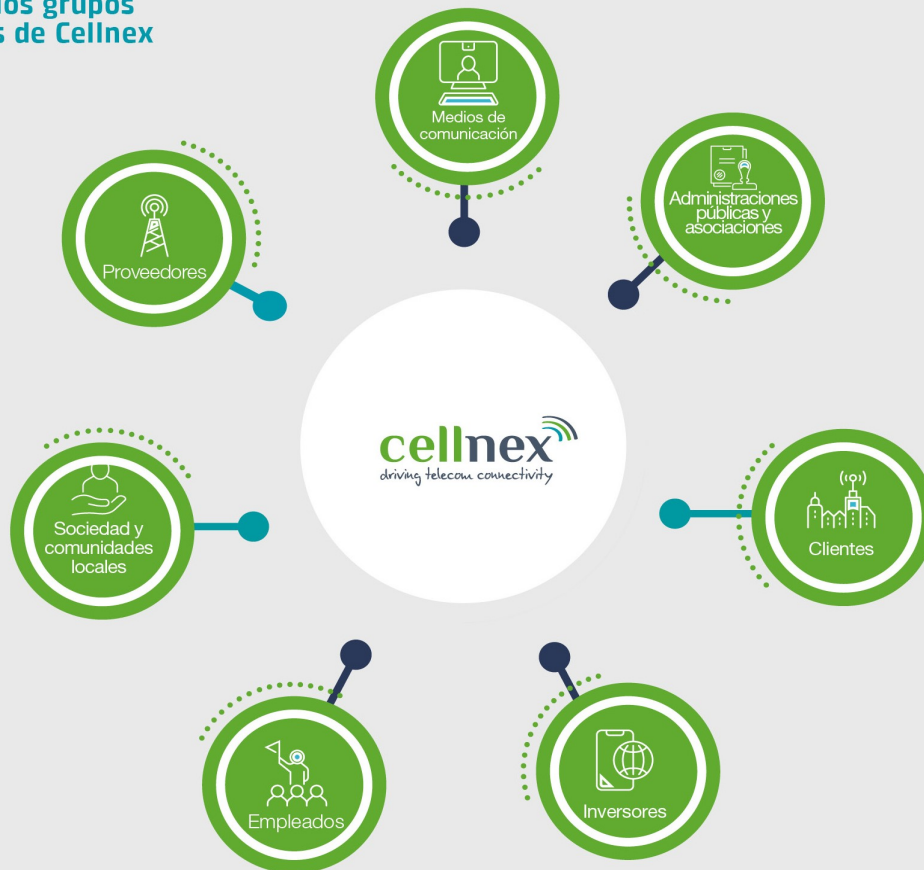 los grupos
s de Cellnex
Medios de
comunicación
Administraciones
públicas y
asociaciones
Proveedores
cellnex
driving telecom connectivity
Clientes
Sociedad y
comunidades
locales
Inversores
Empleados